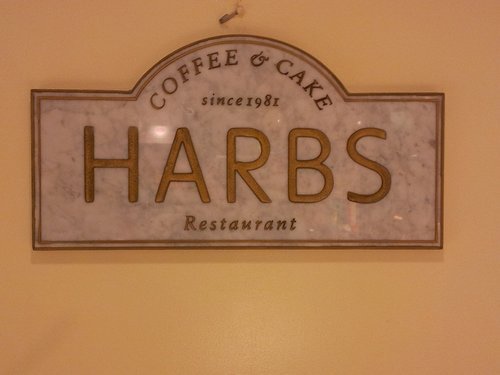 COFFEE & CAKE
since 1981
HARBS
Restaurant